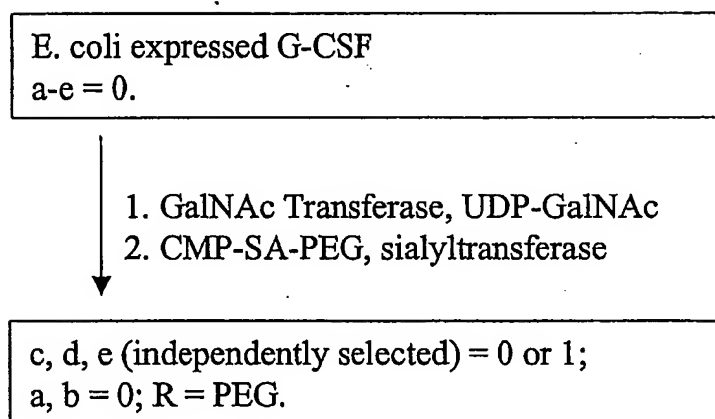 E. coli expressed G-CSF
a-e = 0.
1. GalNAc Transferase, UDP-GalNAc
2. CMP-SA-PEG, sialyltransferase
c, d, e (independently selected) = 0 or 1;
a, b = 0; R = PEG.